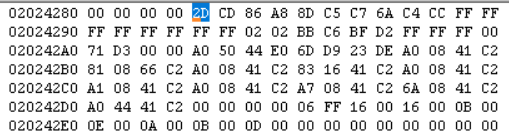 02024280 00 00 00 00 2D CD 86 A8 8D C5 C7 6A C4 CC FF FF
02024290 FF FF FF FF FF FF 02 02 BB C6 BF D2 FF FF FF 00
020242A0 71 D3 00 00 A0 50 44 E0 6D D9 23 DE A0 08 41 C2
020242B0 81 08 66 C2 A0 08 41 C2 83 16 41 C2 A0 08 41 C2
020242C0 A1 08 41 C2 A0 08 41 C2 A7 08 41 C2 6A 08 41 C2
020242D0 A0 44 41 C2 00 00 00 00 06 FF 16 00 16 00 0B 00
020242E0 0E 00 0A 00 0B 00 0D 00 00 00 00 00 00 00 00 00